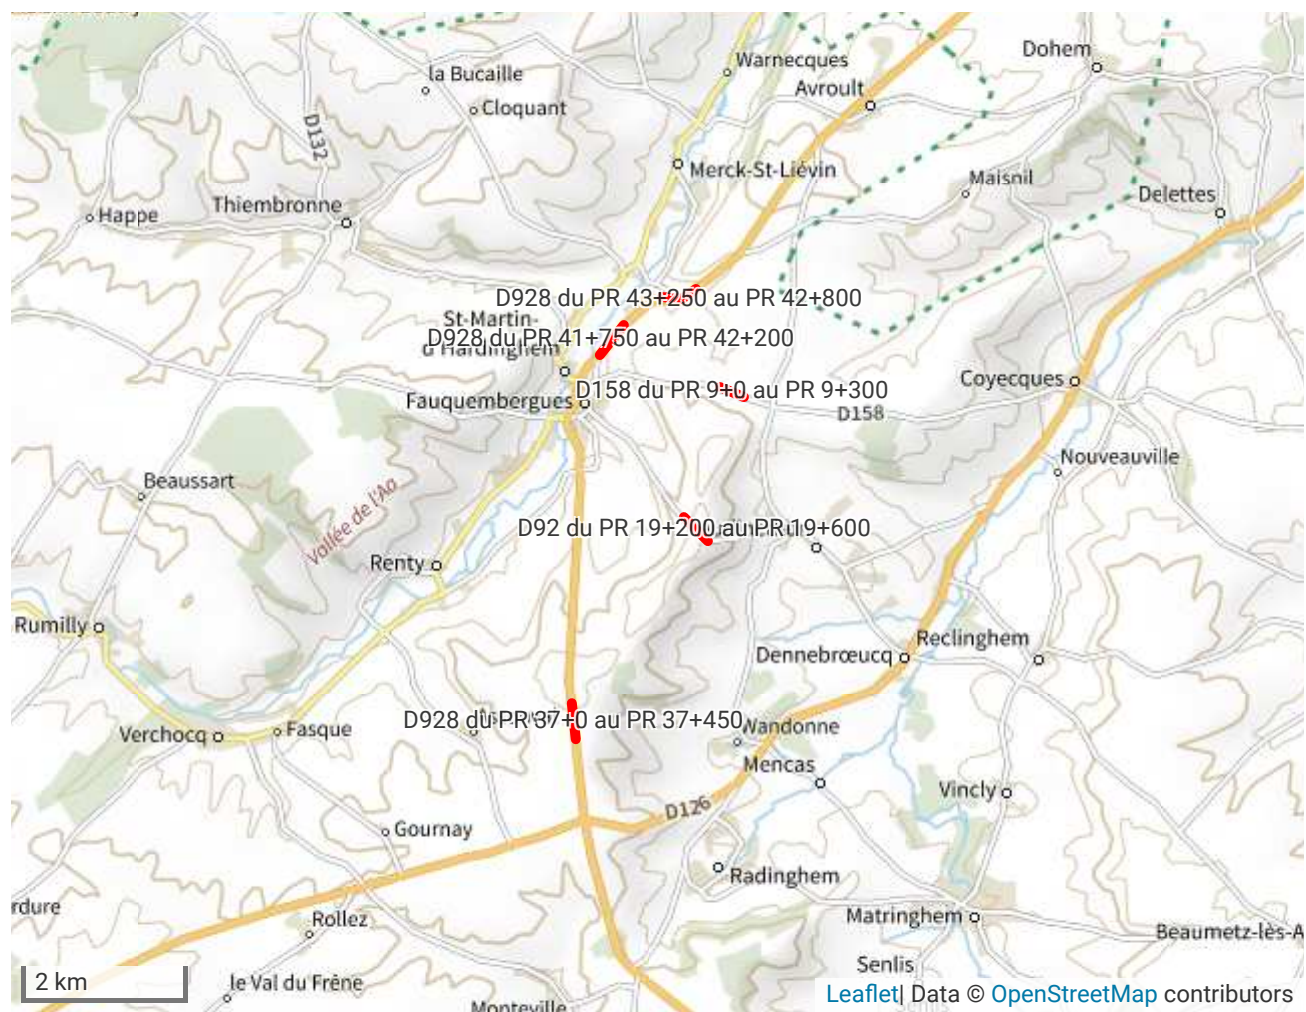 la Bucaille
Warnecques
Dohem
Avroult
Cloquant
D132
Merck-St-Liévin
Maisnil
Delettes
Thiembronne
Happe
D928 du PR 43+250 au PR 42+800
St-Martin-
d'Hardinghem
D928 du PR 41+750 au PR 42+200
Coyecques
D158 du PR 9+0 au PR 9+300
Fauquembergues
D158
Nouveauville
Beaussart
Vallée de l'Aa
D92 du PR 19+200 au PR 19+600
Renty
Rumilly
Reclinghem
Dennebrœucq
D928 du PR 37+0 au PR 37+450
Wandonne
Verchocq
Fasque
Mencas
Vincly
D126
Gournay
Radinghem
rdure
Rollez
Matringhem
Beaumetz-lès-A
Senlis
2 km
le Val du Frêne
Monteville
Leaflet | Data © OpenStreetMap contributors
Senlis